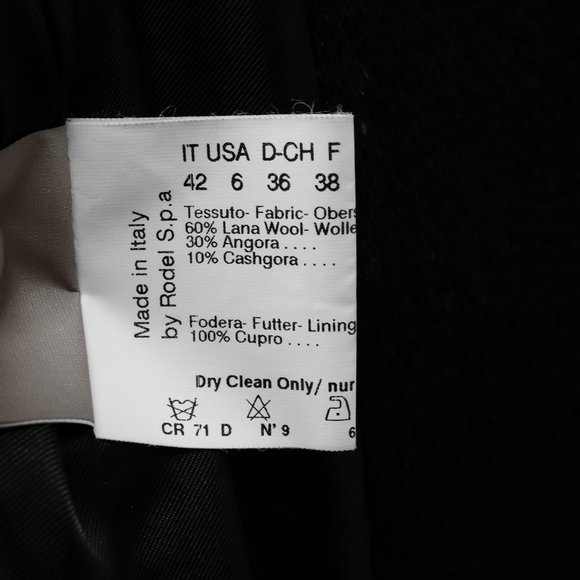 IT USA D-CH F
42 6 36 38
Made in Italy
by Rodel S.p.a
Tessuto- Fabric- Obers
60% Lana Wool- Wolle
30% Angora . . . .
10% Cashgora . . . .
Fodera- Futter- Lining
100% Cupro . . . .
Dry Clean Only/ nur
CR 71 D N° 9 6